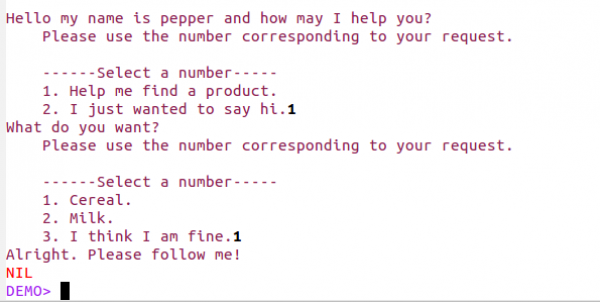 Hello my name is pepper and how may I help you?
Please use the number corresponding to your request.
------Select a number-----
1. Help me find a product.
2. I just wanted to say hi.1
What do you want?
Please use the number corresponding to your request.
------Select a number-----
1. Cereal.
2. Milk.
3. I think I am fine.1
Alright. Please follow me!
NIL
DEMO>